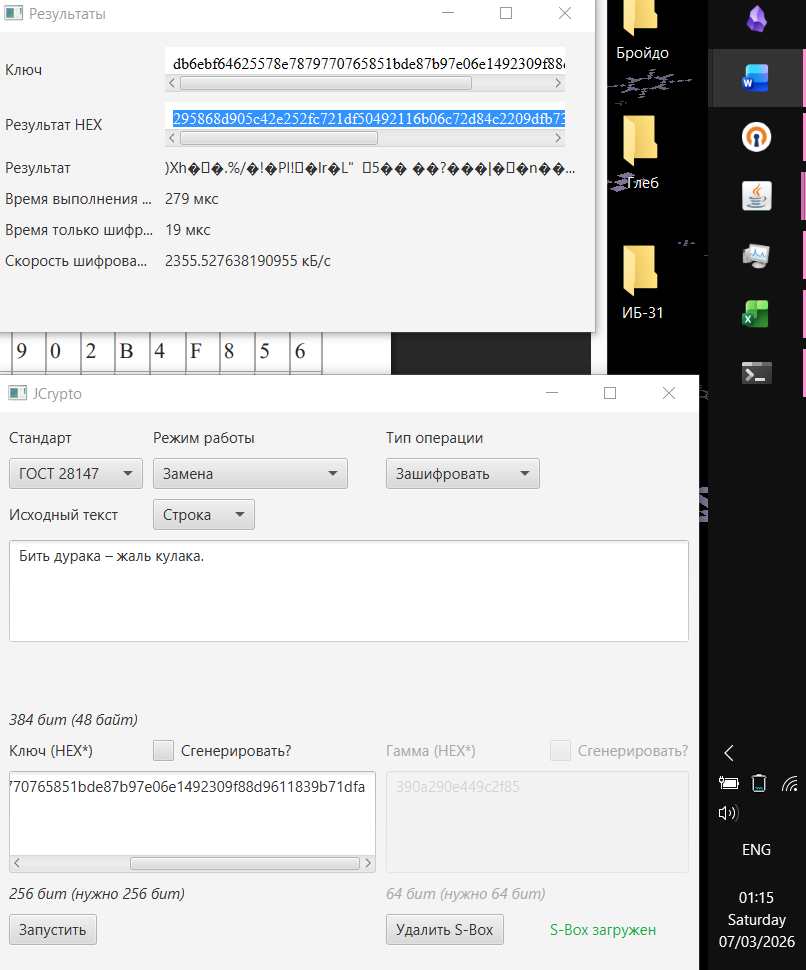 Результаты
Ключ
db6ebf64625578e7879770765851bde87b97e06e1492309f88
Результат HEX
295868d905c42e252fc721df50492116b06c72d84c2209dfb73
Результат
)Xh�.%/�!�PI!�Ir�L" 5�� ��?���|��n��...
Время выполнения ... 279 мкс
Время только шифр... 19 мкс
Скорость шифрова... 2355.527638190955 кБ/с
9 0 2 B 4 F 8 5 6
JCrypto
Стандарт Режим работы Тип операции
ГОСТ 28147 Замена Зашифровать
Исходный текст Строка
Бить дурака – жаль кулака.
384 бит (48 байт)
Ключ (HEX*) Сгенерировать? Гамма (HEX*) Сгенерировать?
770765851bde87b97e06e1492309f88d9611839b71dfa 390a290e449c2f85
256 бит (нужно 256 бит) 64 бит (нужно 64 бит)
Запустить Удалить S-Box S-Box загружен
Бройдо
Глеб
ИБ-31
ENG
01:15
Saturday
07/03/2026